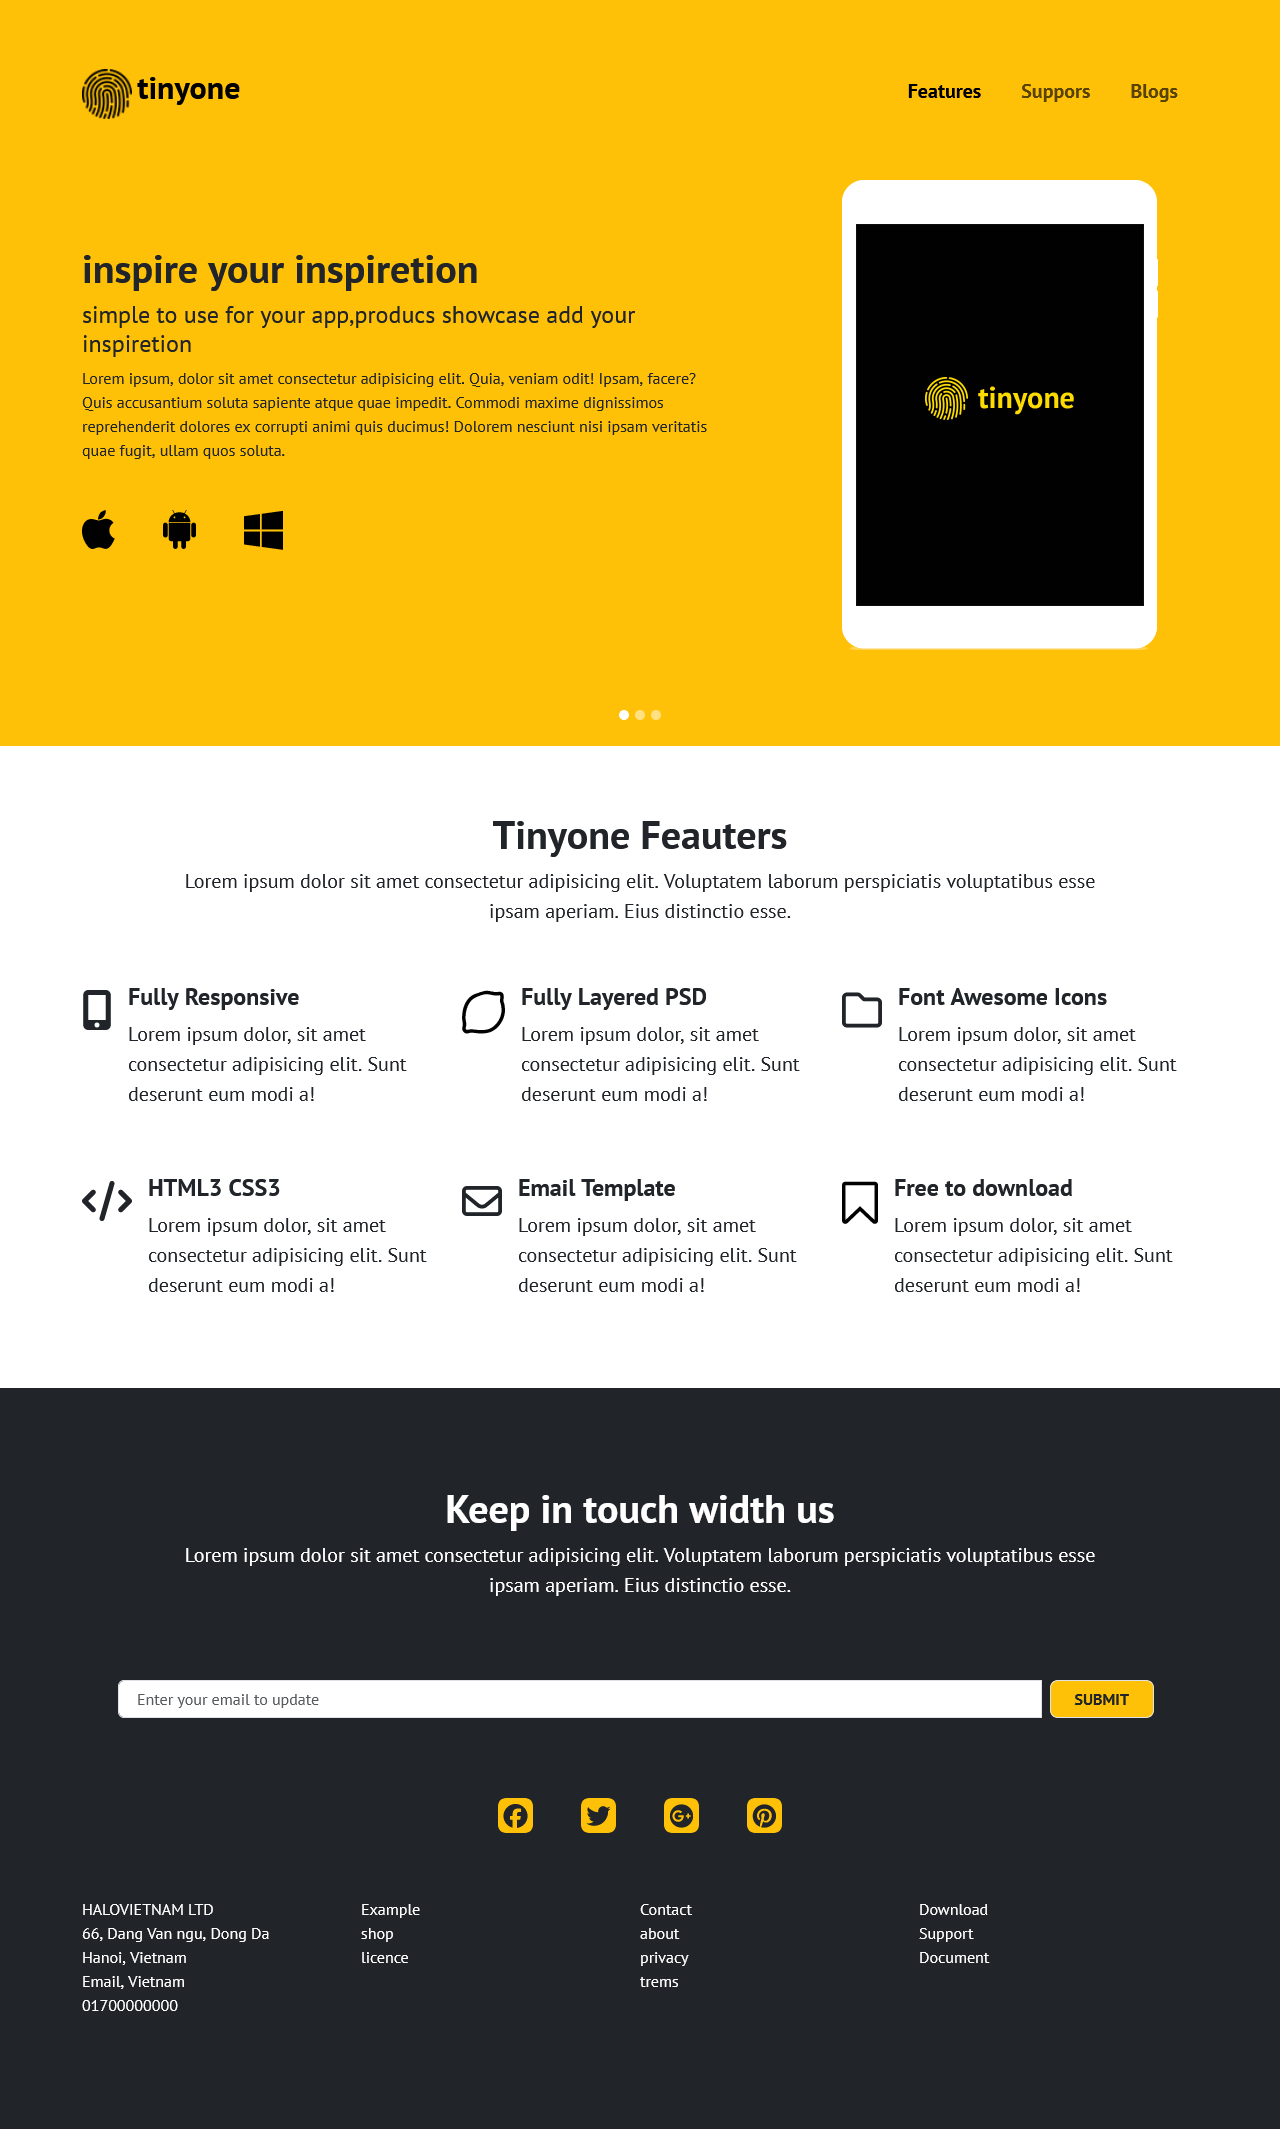 tinyone
Features
Suppors
Blogs
inspire your inspiretion
simple to use for your app,producs showcase add your
inspiretion
Lorem ipsum, dolor sit amet consectetur adipisicing elit. Quia, veniam odit! Ipsam, facere?
Quis accusantium soluta sapiente atque quae impedit. Commodi maxime dignissimos
reprehenderit dolores ex corrupti animi quis ducimus! Dolorem nesciunt nisi ipsam veritatis
quae fugit, ullam quos soluta.
tinyone
Tinyone Feauters
Lorem ipsum dolor sit amet consectetur adipisicing elit. Voluptatem laborum perspiciatis voluptatibus esse
ipsam aperiam. Eius distinctio esse.
Fully Responsive
Lorem ipsum dolor, sit amet
consectetur adipisicing elit. Sunt
deserunt eum modi a!
Fully Layered PSD
Lorem ipsum dolor, sit amet
consectetur adipisicing elit. Sunt
deserunt eum modi a!
Font Awesome Icons
Lorem ipsum dolor, sit amet
consectetur adipisicing elit. Sunt
deserunt eum modi a!
HTML3 CSS3
Lorem ipsum dolor, sit amet
consectetur adipisicing elit. Sunt
deserunt eum modi a!
Email Template
Lorem ipsum dolor, sit amet
consectetur adipisicing elit. Sunt
deserunt eum modi a!
Free to download
Lorem ipsum dolor, sit amet
consectetur adipisicing elit. Sunt
deserunt eum modi a!
Keep in touch width us
Lorem ipsum dolor sit amet consectetur adipisicing elit. Voluptatem laborum perspiciatis voluptatibus esse
ipsam aperiam. Eius distinctio esse.
Enter your email to update
SUBMIT
HALOVIETNAM LTD
66, Dang Van ngu, Dong Da
Hanoi, Vietnam
Email, Vietnam
01700000000
Example
shop
licence
Contact
about
privacy
trems
Download
Support
Document